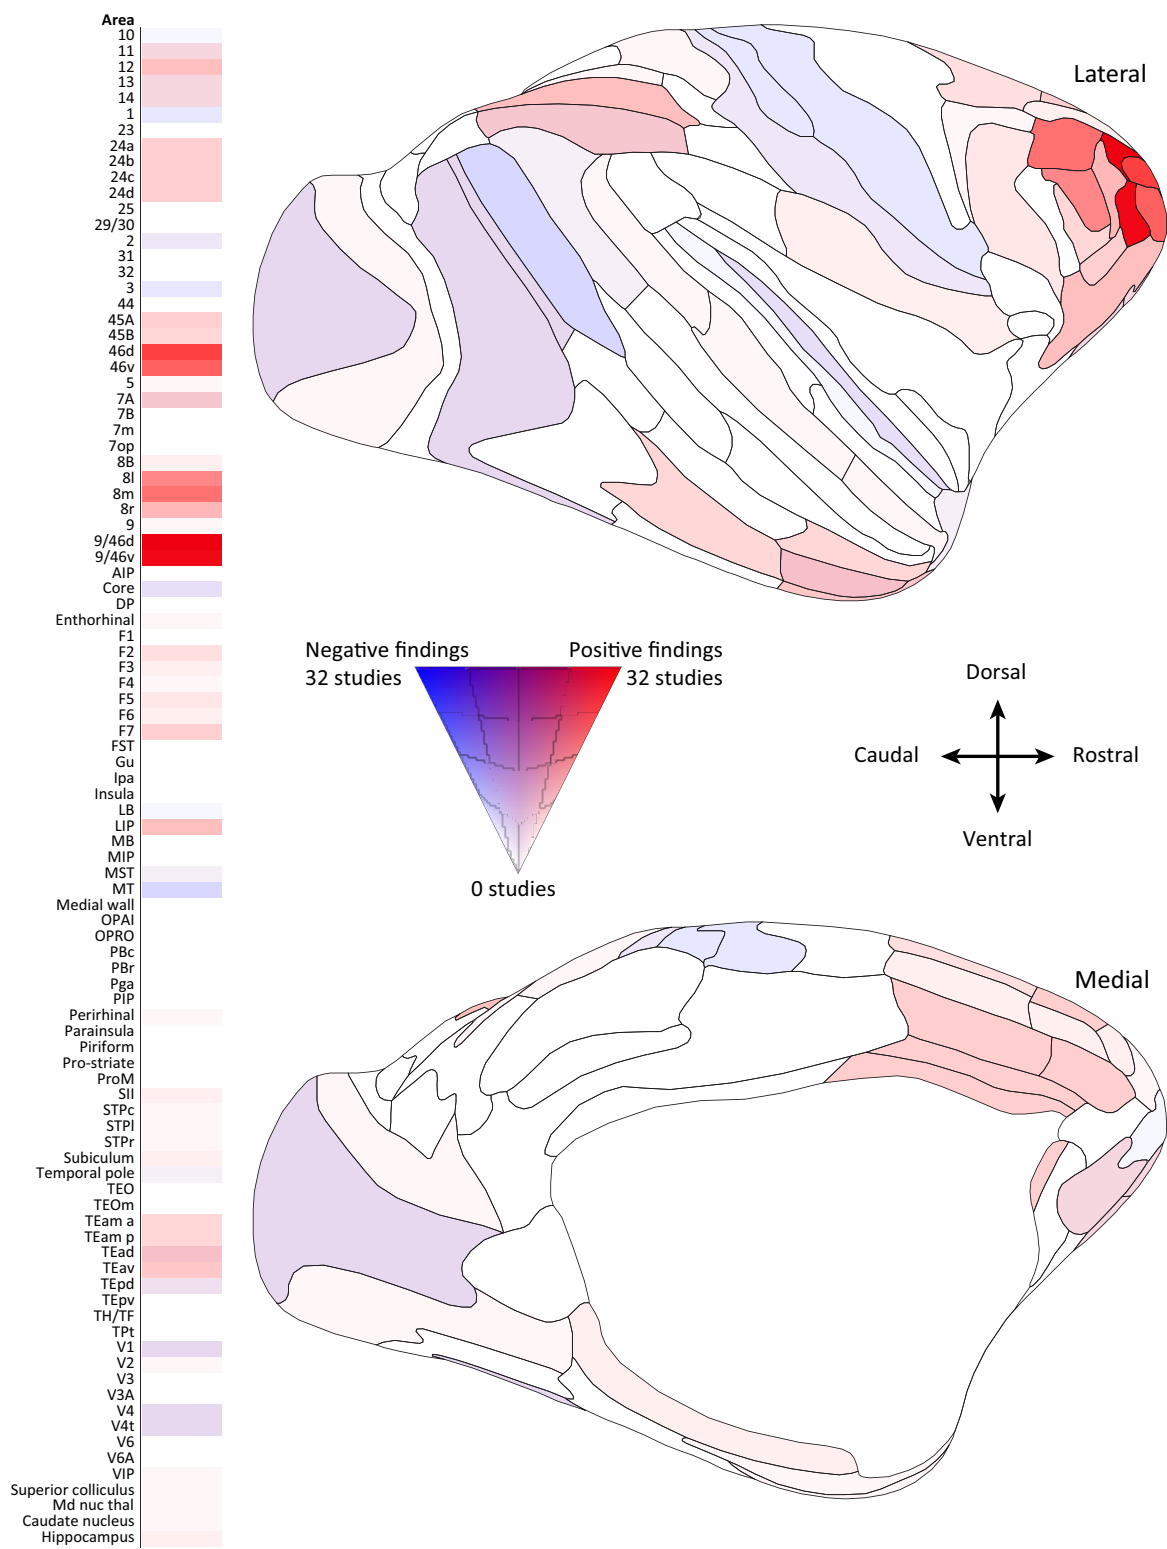 Area
10
11
12
13
14
1
23
24a
24b
24c
24d
25
29/30
2
31
32
3
44
45A
45B
46d
46v
5
7A
7B
7m
7op
8B
8l
8m
8r
9
9/46d
9/46v
AIP
Core
DP
Enthorhinal
F1
F2
F3
F4
F5
F6
F7
FST
Gu
Ipa
Insula
LB
LIP
MB
MIP
MST
MT
Medial wall
OPAI
OPRO
PBc
PBr
Pga
PIP
Perirhinal
Parainsula
Piriform
Pro-striate
ProM
SII
STPc
STPl
STPr
Subiculum
Temporal pole
TEO
TEOm
TEam a
TEam p
TEad
TEav
TEpd
TEpv
TH/TF
TPt
V1
V2
V3
V3A
V4
V4t
V6
V6A
VIP
Superior colliculus
Md nuc thal
Caudate nucleus
Hippocampus
Lateral
Negative findings
32 studies
Positive findings
32 studies
0 studies
Dorsal
Caudal
Rostral
Ventral
Medial